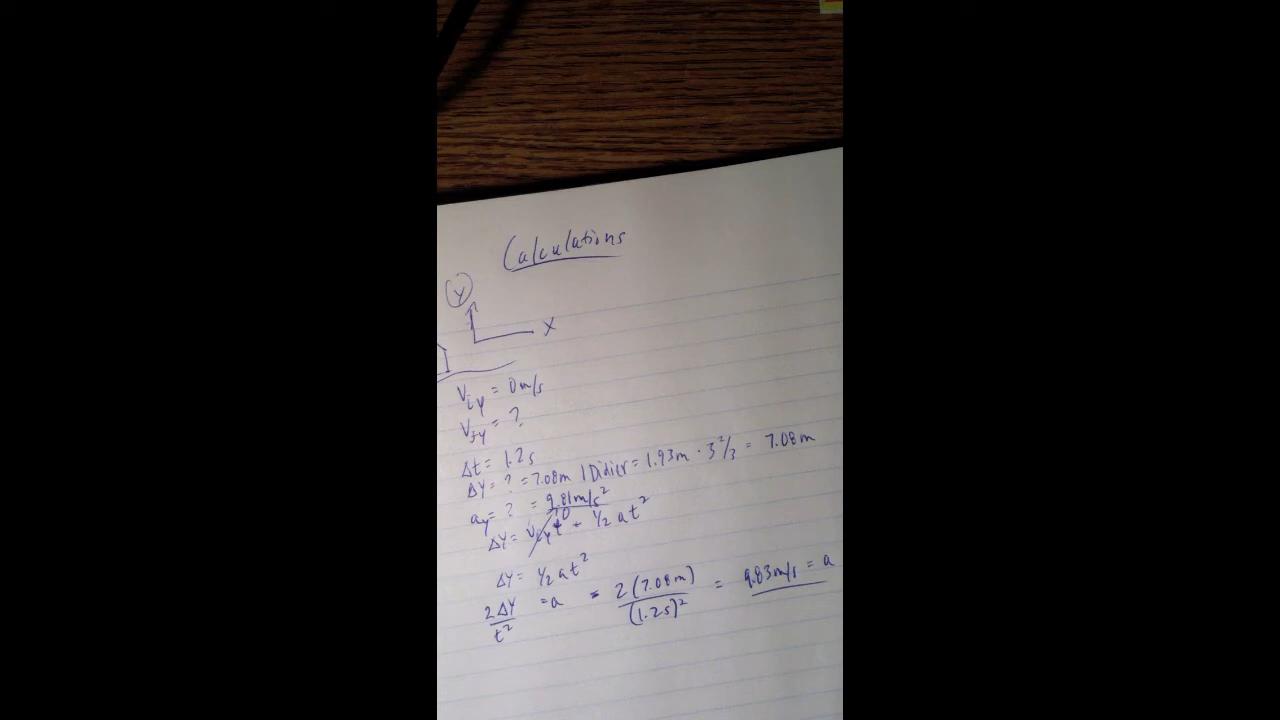 Calculations
Y
X
Viy = 0m/s
Vfy = ?
Δt = 1.2s
ΔY = ? = 7.08m 1 Didier = 1.93m · 3 2/3 = 7.08m
ay = ? = 9.81m/s²
ΔY = Viyt + 1/2 at²
ΔY = 1/2 at²
2ΔY/t² = a = 2(7.08m)/(1.2s)² = 9.83m/s = a